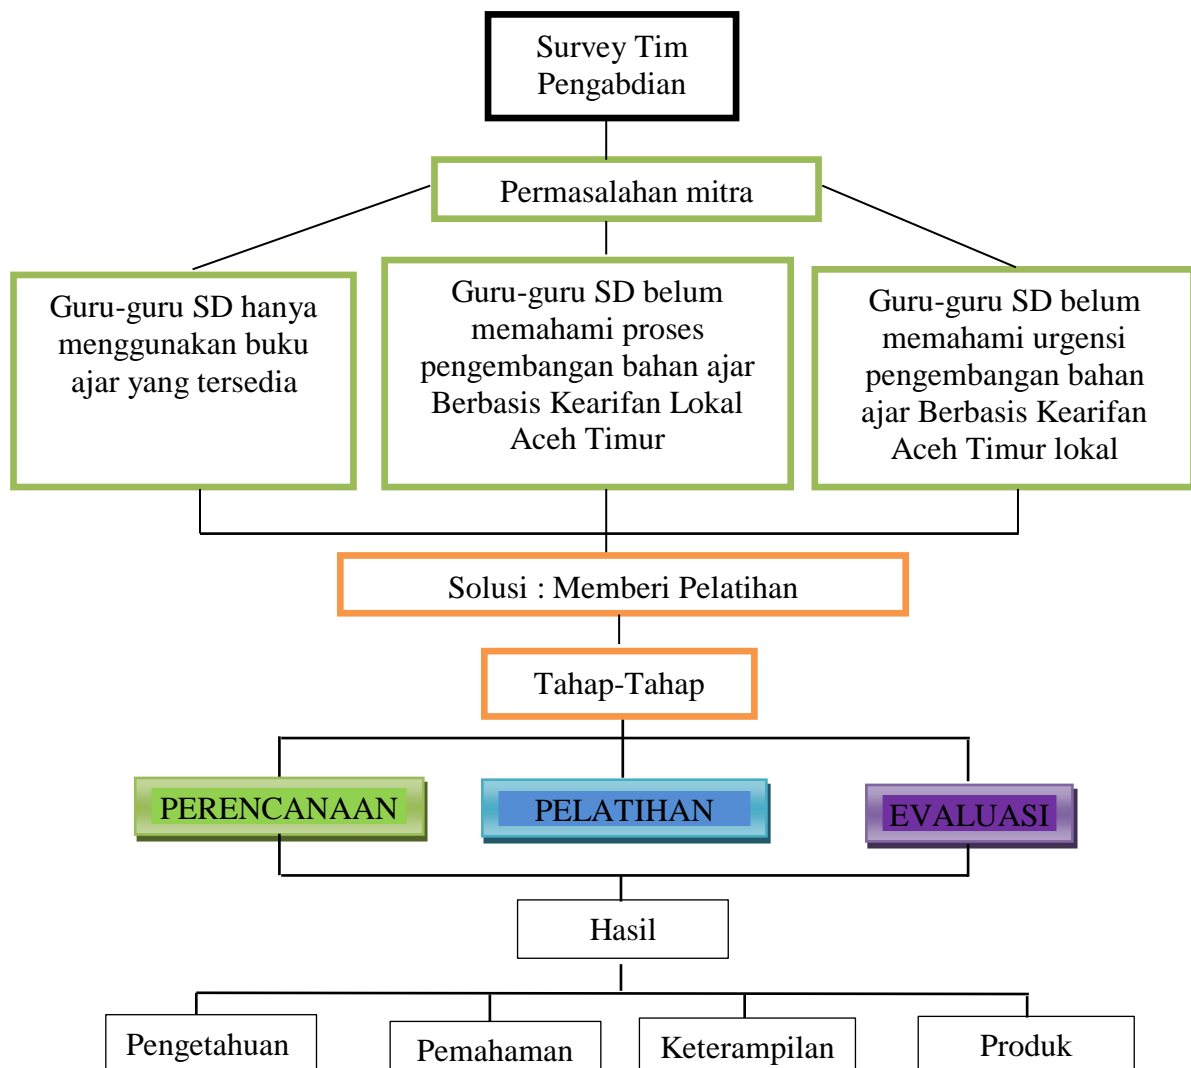 Survey Tim
Pengabdian
Permasalahan mitra
Guru-guru SD hanya
menggunakan buku
ajar yang tersedia
Guru-guru SD belum
memahami proses
pengembangan bahan ajar
Berbasis Kearifan Lokal
Aceh Timur
Guru-guru SD belum
memahami urgensi
pengembangan bahan
ajar Berbasis Kearifan
Aceh Timur lokal
Solusi : Memberi Pelatihan
Tahap-Tahap
PERENCANAAN
PELATIHAN
EVALUASI
Hasil
Pengetahuan
Pemahaman
Keterampilan
Produk